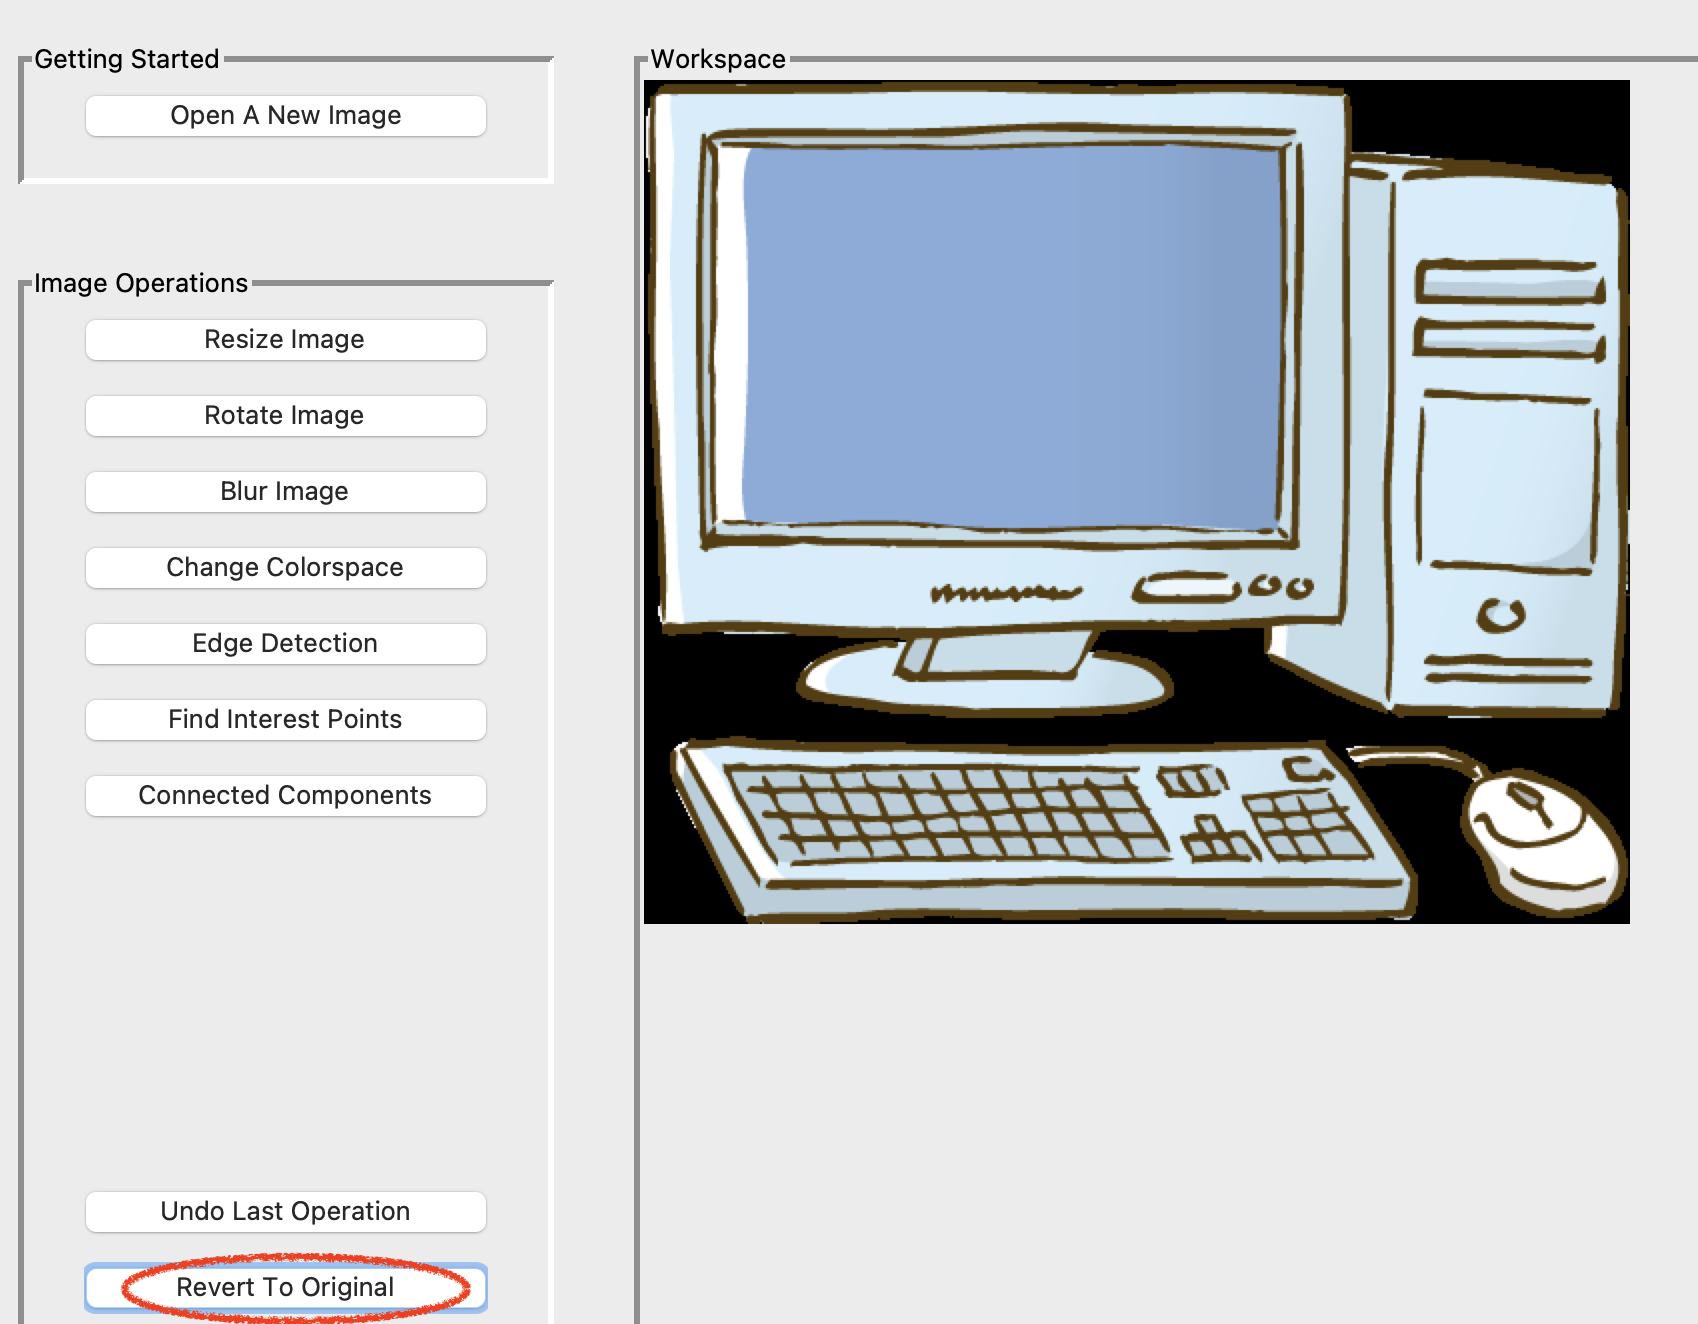 Getting Started
Open A New Image
Image Operations
Resize Image
Rotate Image
Blur Image
Change Colorspace
Edge Detection
Find Interest Points
Connected Components
Undo Last Operation
Revert To Original
Workspace